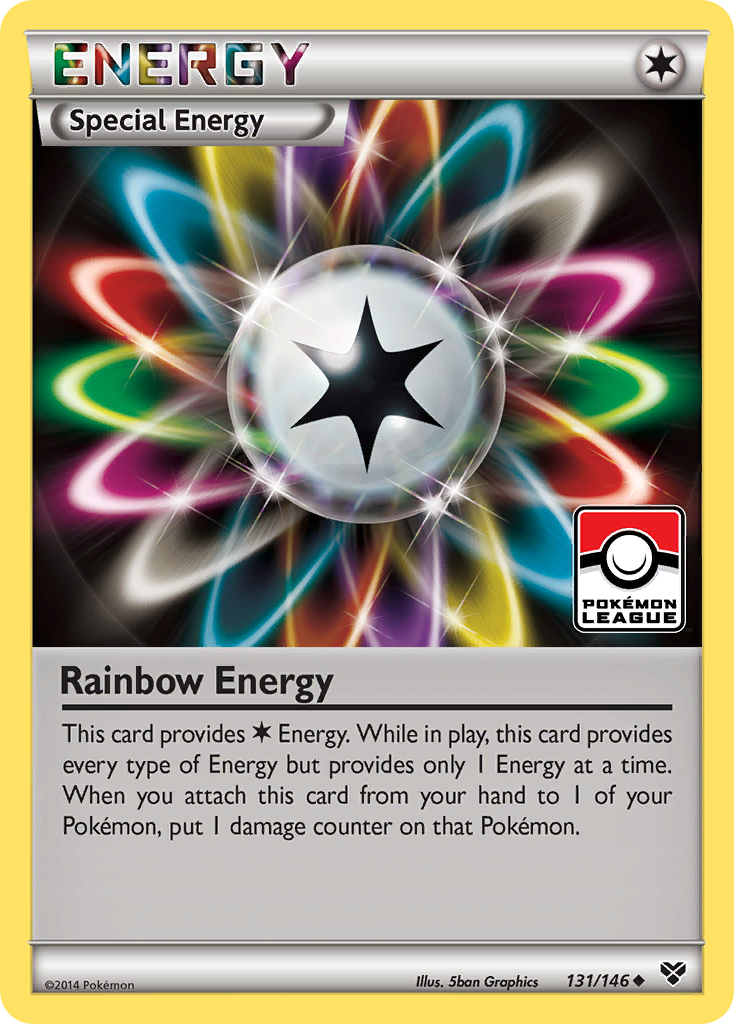 ENERGY
Special Energy
POKÉMON
LEAGUE
Rainbow Energy
This card provides Energy. While in play, this card provides
every type of Energy but provides only 1 Energy at a time.
When you attach this card from your hand to 1 of your
Pokémon, put 1 damage counter on that Pokémon.
©2014 Pokémon
Illus. 5ban Graphics
131/146